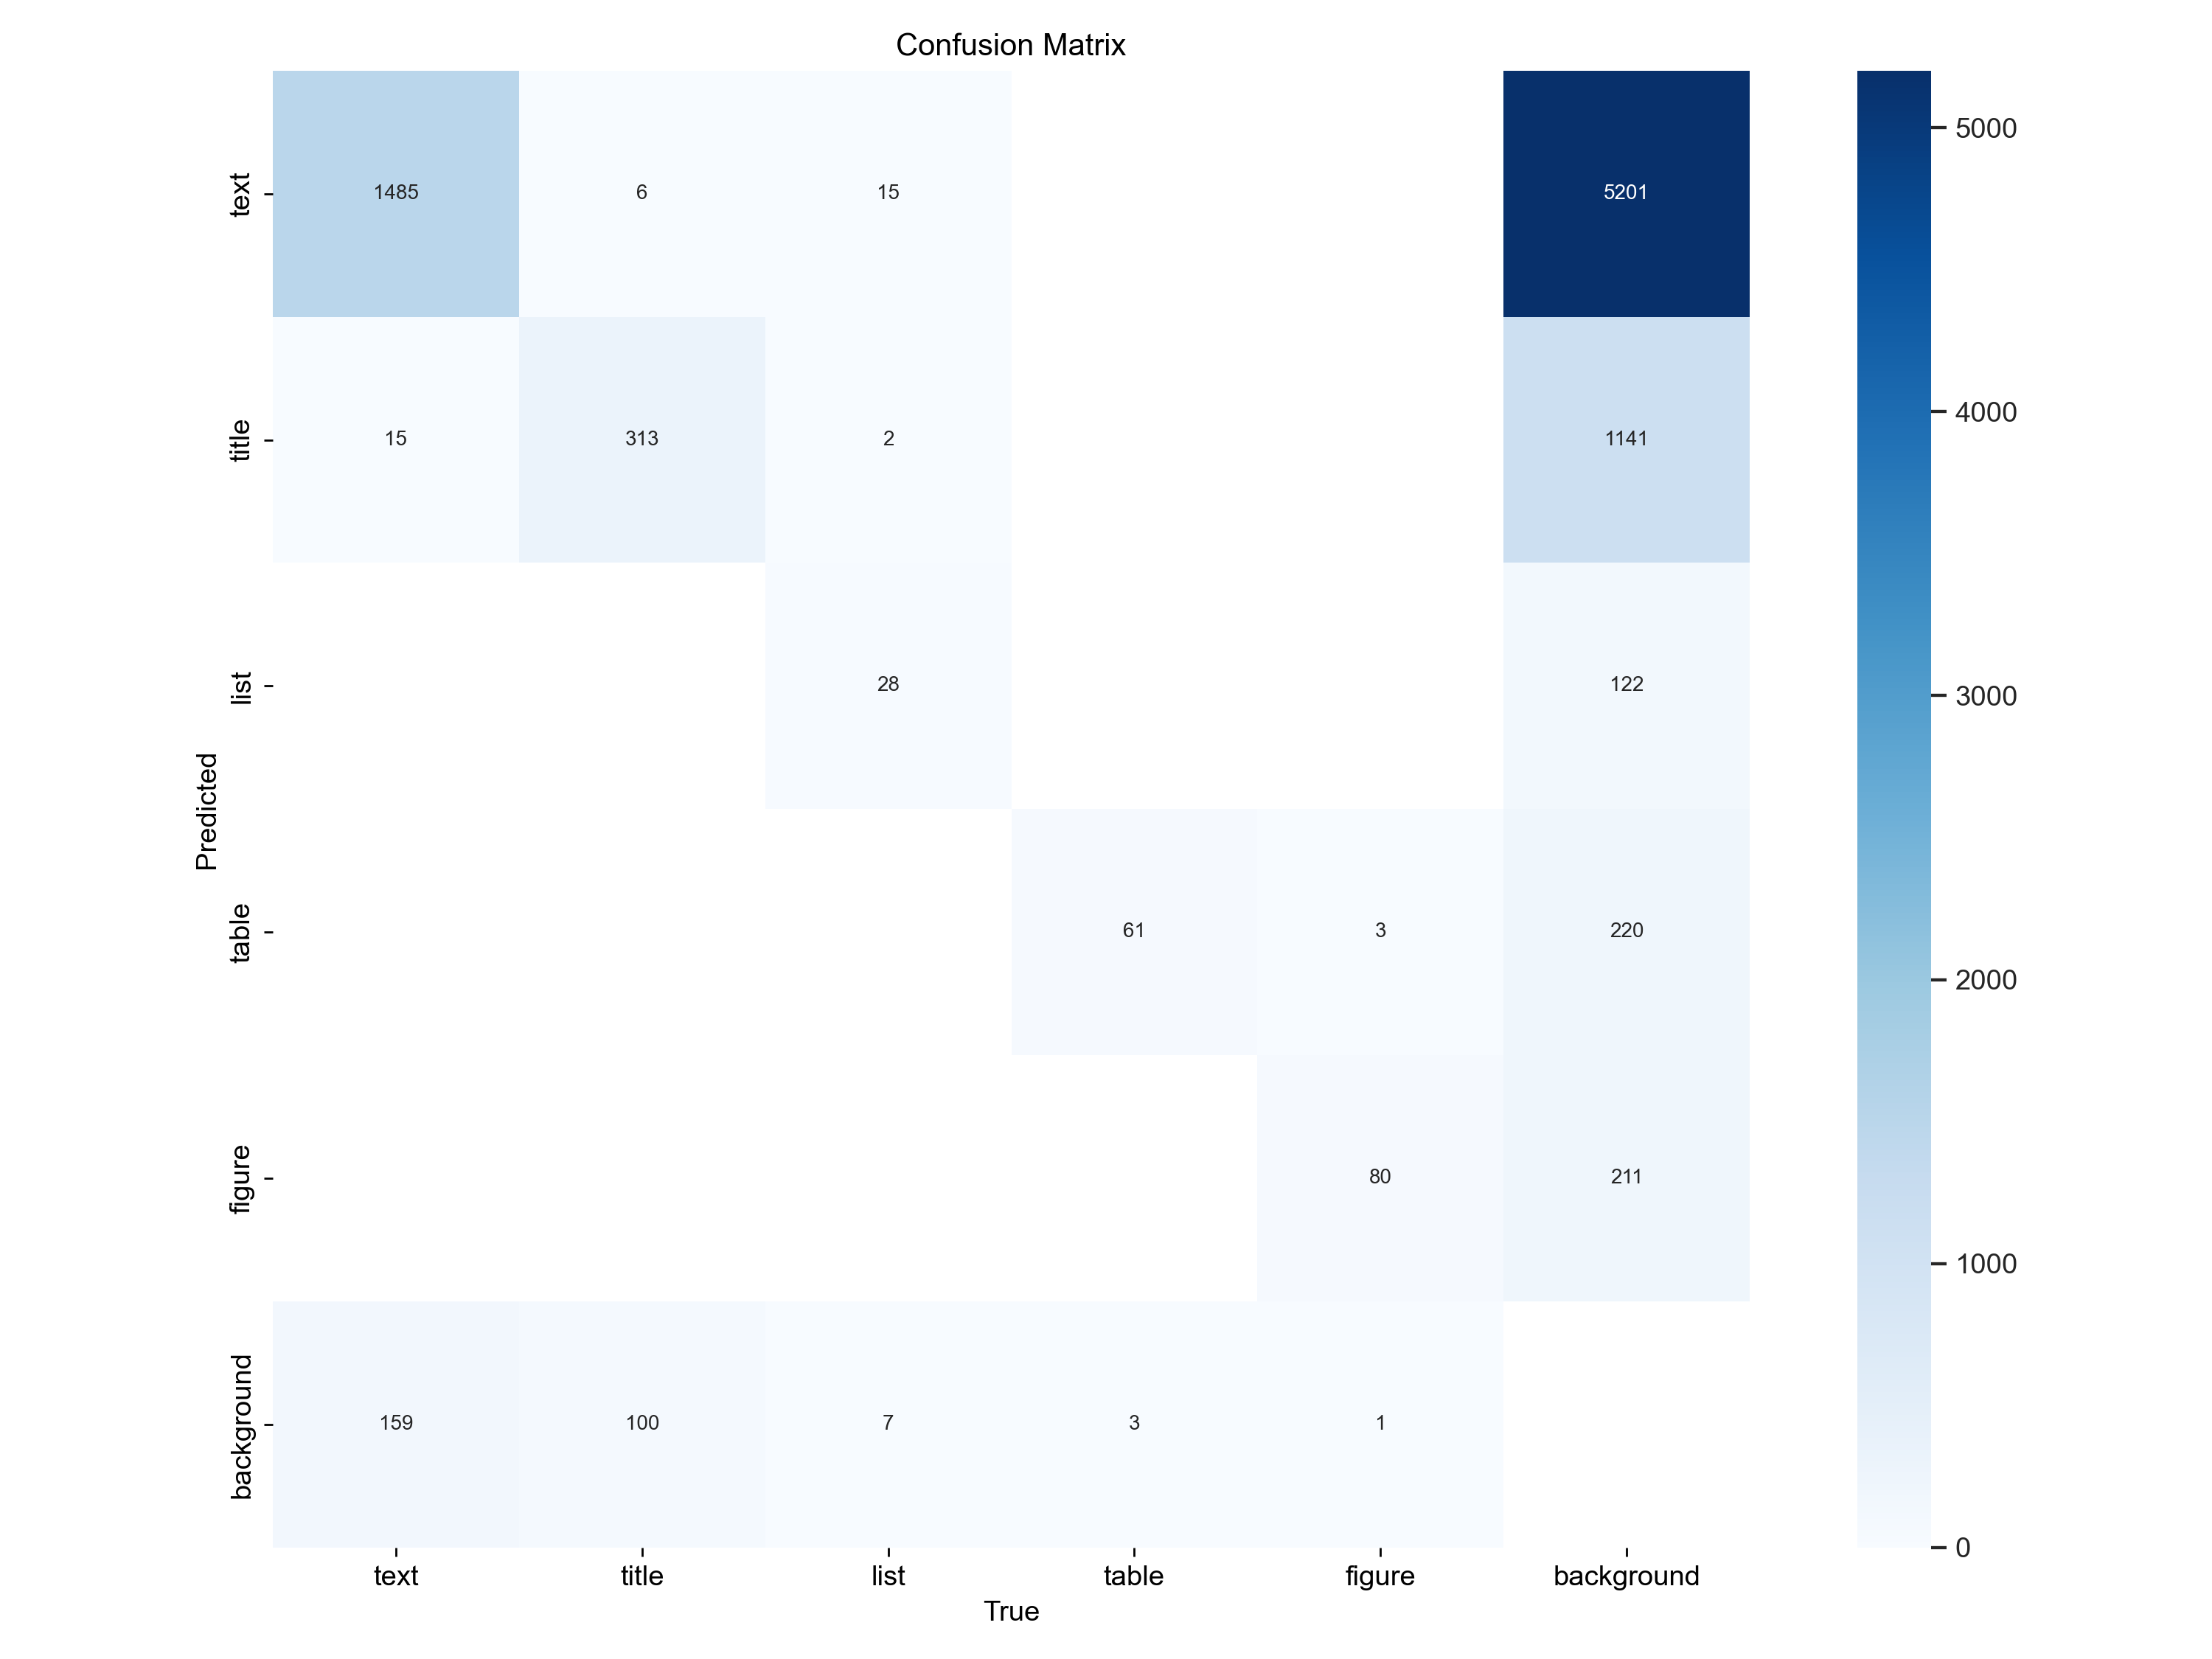 Confusion Matrix
text 1485 6 15 5201
title 15 313 2 1141
list 28 122
table 61 3 220
figure 80 211
background 159 100 7 3 1
Predicted
text title list table figure background
True
5000
4000
3000
2000
1000
0